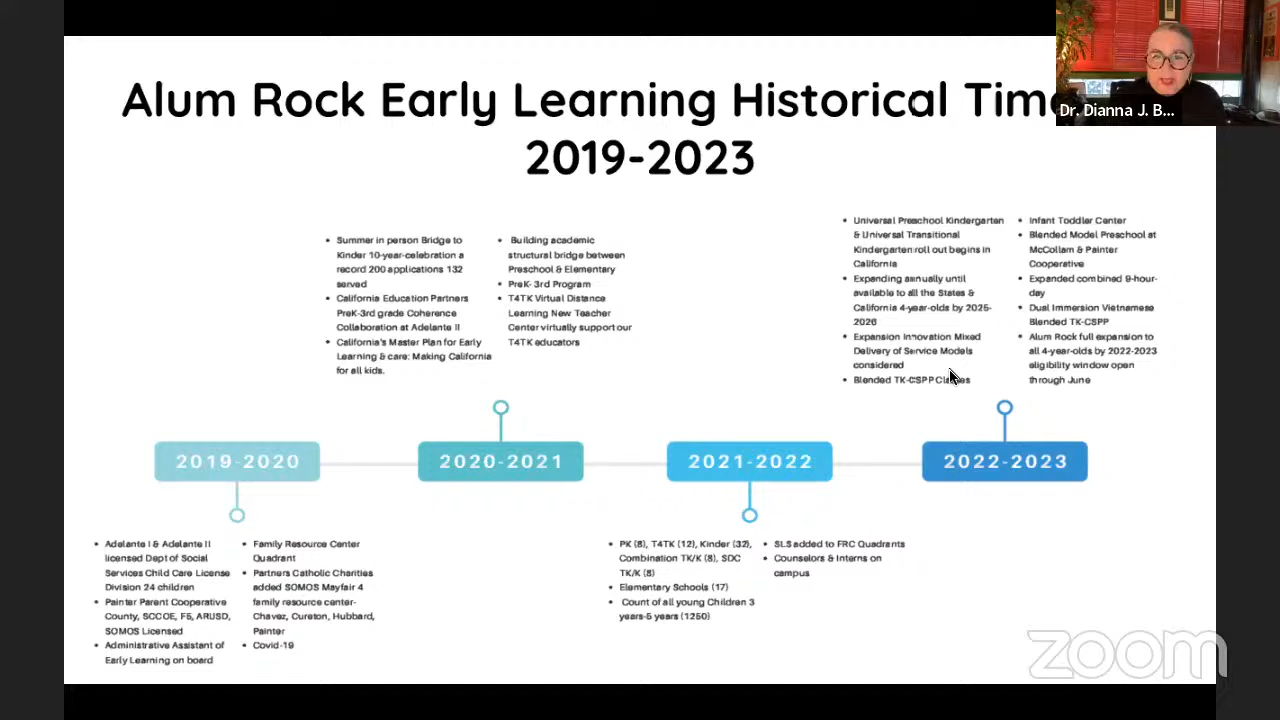 Alum Rock Early Learning Historical Time
2019-2023
Dr. Dianna J. B...
• Summer in person Bridge to
Kinder 10-year-celebration a
record 200 applications 132
served
• California Education Partners
PreK-3rd grade Coherence
Collaboration at Adelante II
• California's Master Plan for Early
Learning & care: Making California
for all kids.
• Building academic
structural bridge between
Preschool & Elementary
• PreK- 3rd Program
• T4TK Virtual Distance
Learning New Teacher
Center virtually support our
T4TK educators
• Universal Preschool Kindergarten
& Universal Transitional
Kindergarten roll out begins in
California
• Expanding annually until
available to all the States &
California 4-year-olds by 2025-
2026
• Expansion Innovation Mixed
Delivery of Service Models
considered
• Blended TK-CSPP Classes
• Infant Toddler Center
• Blended Model Preschool at
McCollam & Painter
Cooperative
• Expanded combined 9-hour-
day
• Dual Immersion Vietnamese
Blended TK-CSPP
• Alum Rock full expansion to
all 4-year-olds by 2022-2023
eligibility window open
through June
2019-2020
2020-2021
2021-2022
2022-2023
• Adelante I & Adelante II
licensed Dept of Social
Services Child Care License
Division 24 children
• Painter Parent Cooperative
County, SCCOE, F5, ARUSD,
SOMOS Licensed
• Administrative Assistant of
Early Learning on board
• Family Resource Center
Quadrant
• Partners Catholic Charities
added SOMOS Mayfair 4
family resource center-
Chavez, Cureton, Hubbard,
Painter
• Covid-19
• PK (8), T4TK (12), Kinder (32),
Combination TK/K (8), SDC
TK/K (8)
• Elementary Schools (17)
• Count of all young Children 3
years-5 years (1250)
• SLS added to FRC Quadrants
• Counselors & Interns on
campus
zoom